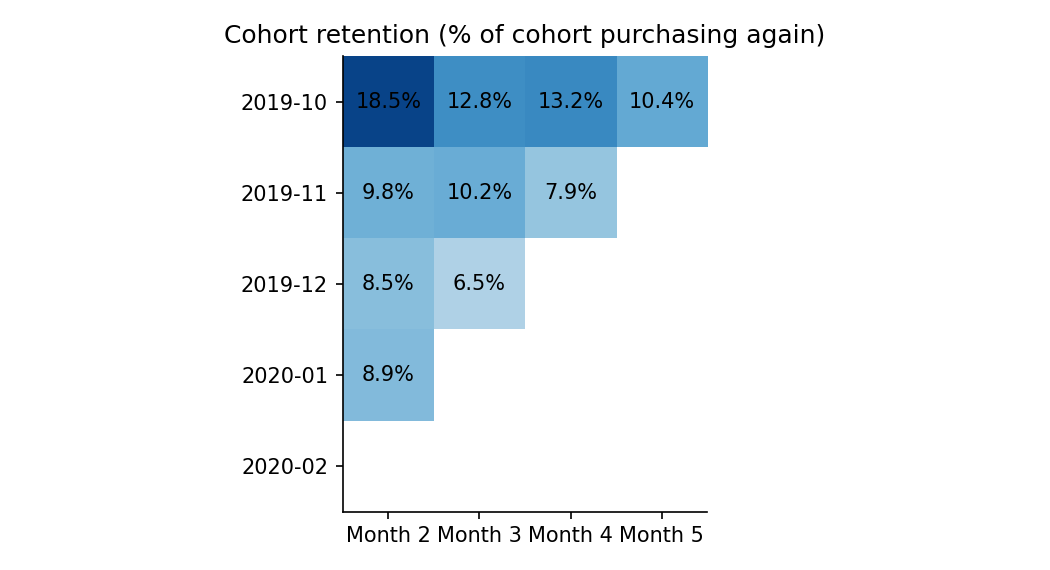 Cohort retention (% of cohort purchasing again)
2019-10 18.5% 12.8% 13.2% 10.4%
2019-11 9.8% 10.2% 7.9%
2019-12 8.5% 6.5%
2020-01 8.9%
2020-02
Month 2 Month 3 Month 4 Month 5